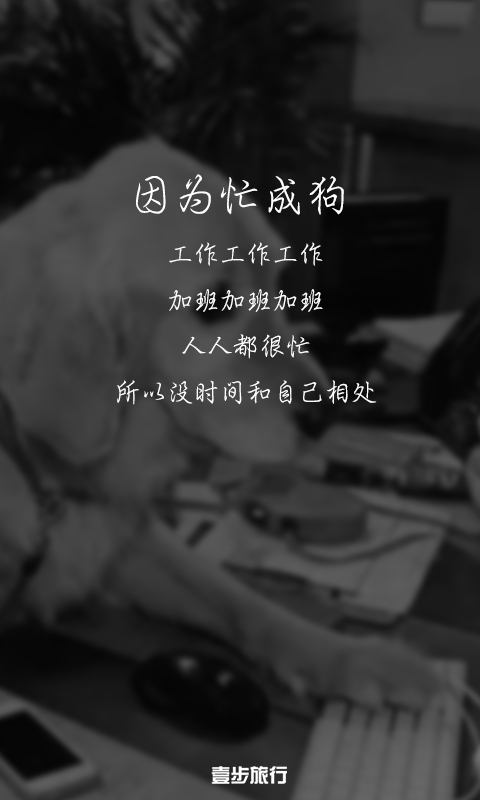 因为忙成狗
工作工作工作
加班加班加班
人人都很忙
所以没时间和自己相处
壹步旅行